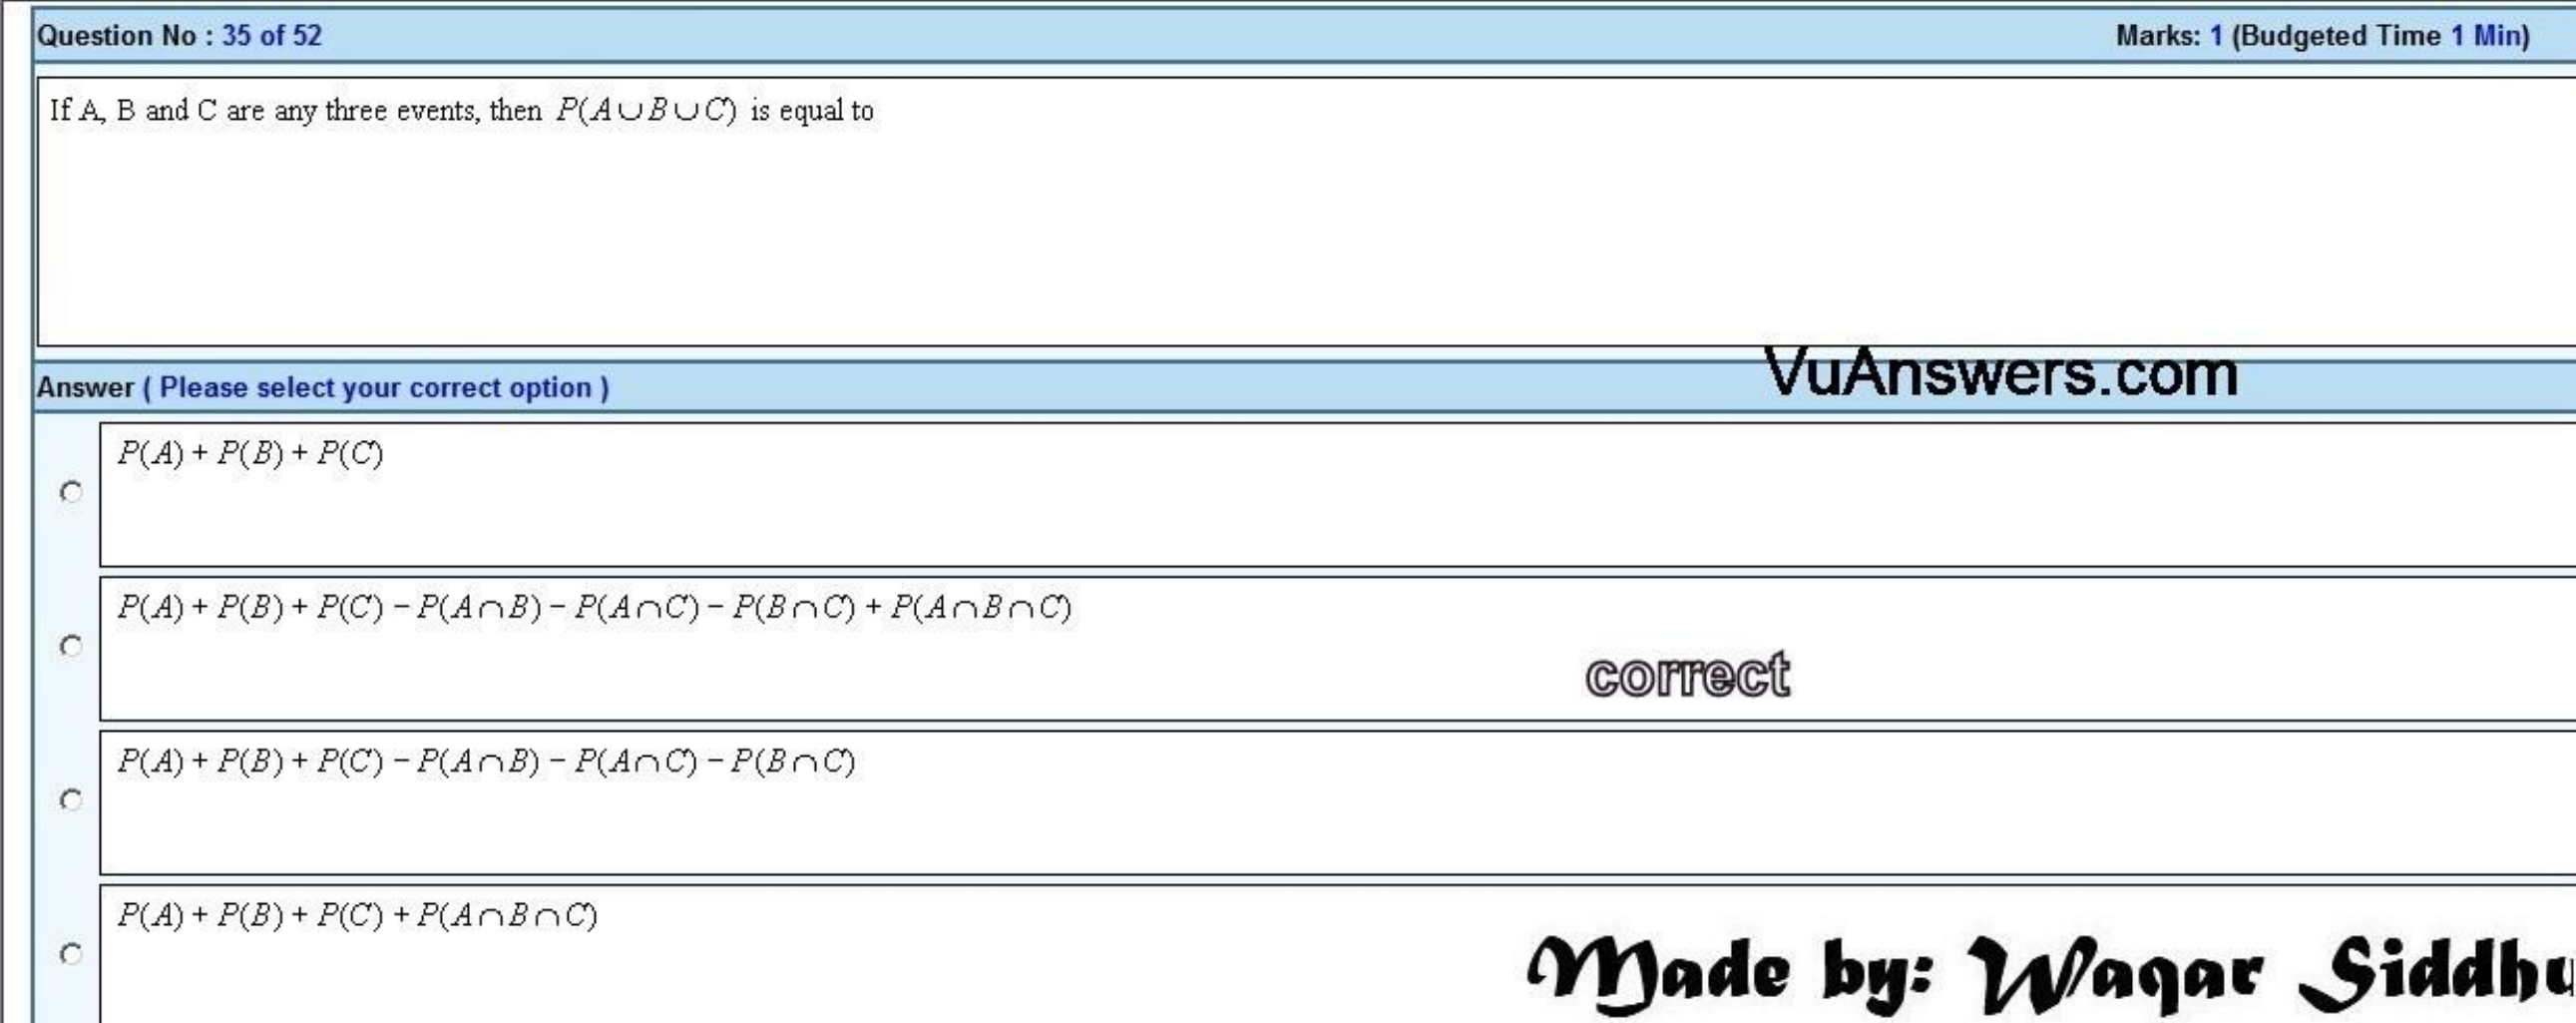 Question No : 35 of 52 Marks: 1 (Budgeted Time 1 Min)
If A, B and C are any three events, then P(A∪B∪C) is equal to
VuAnswers.com
Answer ( Please select your correct option )
P(A) + P(B) + P(C)
P(A) + P(B) + P(C) − P(A∩B) − P(A∩C) − P(B∩C) + P(A∩B∩C)
correct
P(A) + P(B) + P(C) − P(A∩B) − P(A∩C) − P(B∩C)
P(A) + P(B) + P(C) + P(A∩B∩C)
Made by: Waqar Siddhu